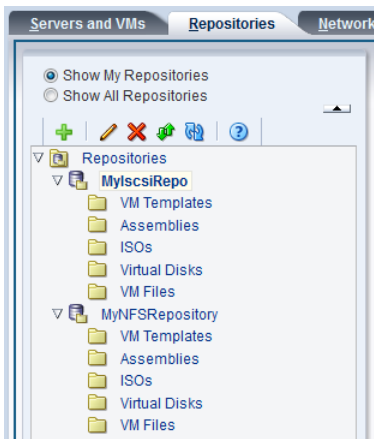 Servers and VMs Repositories Network
Show My Repositories
Show All Repositories
Repositories
MyIscsiRepo
VM Templates
Assemblies
ISOs
Virtual Disks
VM Files
MyNFSRepository
VM Templates
Assemblies
ISOs
Virtual Disks
VM Files